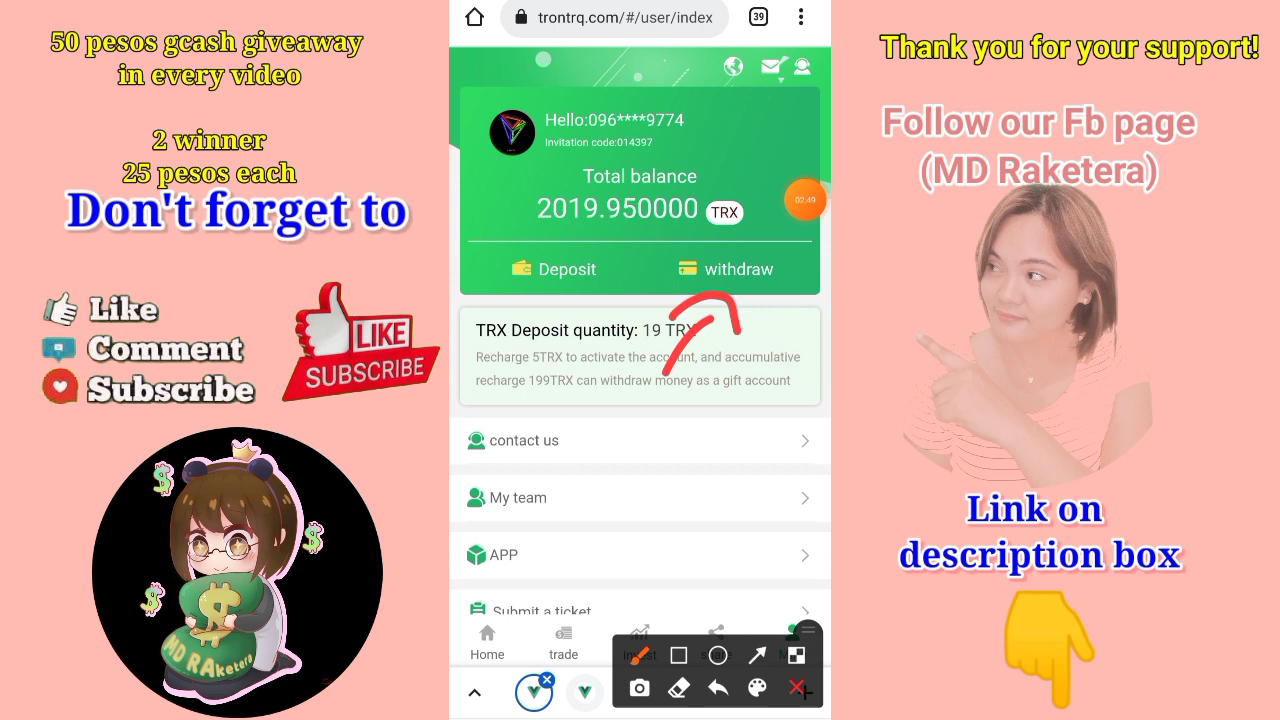 50 pesos gcash giveaway
in every video
2 winner
25 pesos each
Don't forget to
Like
Comment
Subscribe
LIKE
SUBSCRIBE
MD RAketera
trontrq.com/#/user/index
39
Hello:096****9774
Invitation code:014397
Total balance
2019.950000 TRX
02:49
Deposit
withdraw
TRX Deposit quantity: 19 TRX
Recharge 5TRX to activate the account, and accumulative
recharge 199TRX can withdraw money as a gift account
contact us
My team
APP
Submit a ticket
Home
trade
Thank you for your support!
Follow our Fb page
(MD Raketera)
Link on
description box